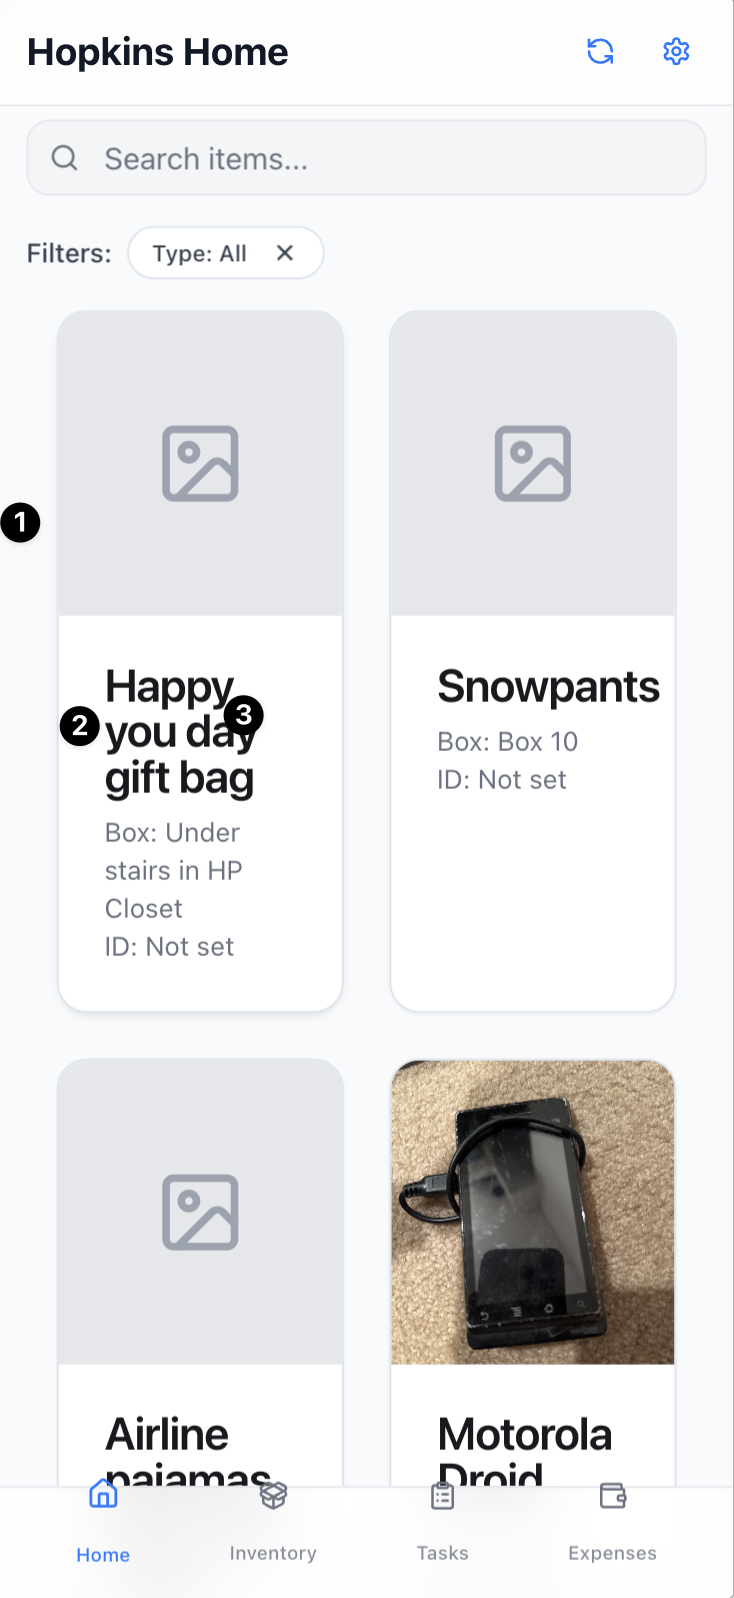 Hopkins Home
Search items...
Filters: Type: All ✕
1
Happy
2 you day 3
gift bag
Box: Under
stairs in HP
Closet
ID: Not set
Snowpants
Box: Box 10
ID: Not set
Airline
pajamas
Motorola
Droid
Home
Inventory
Tasks
Expenses